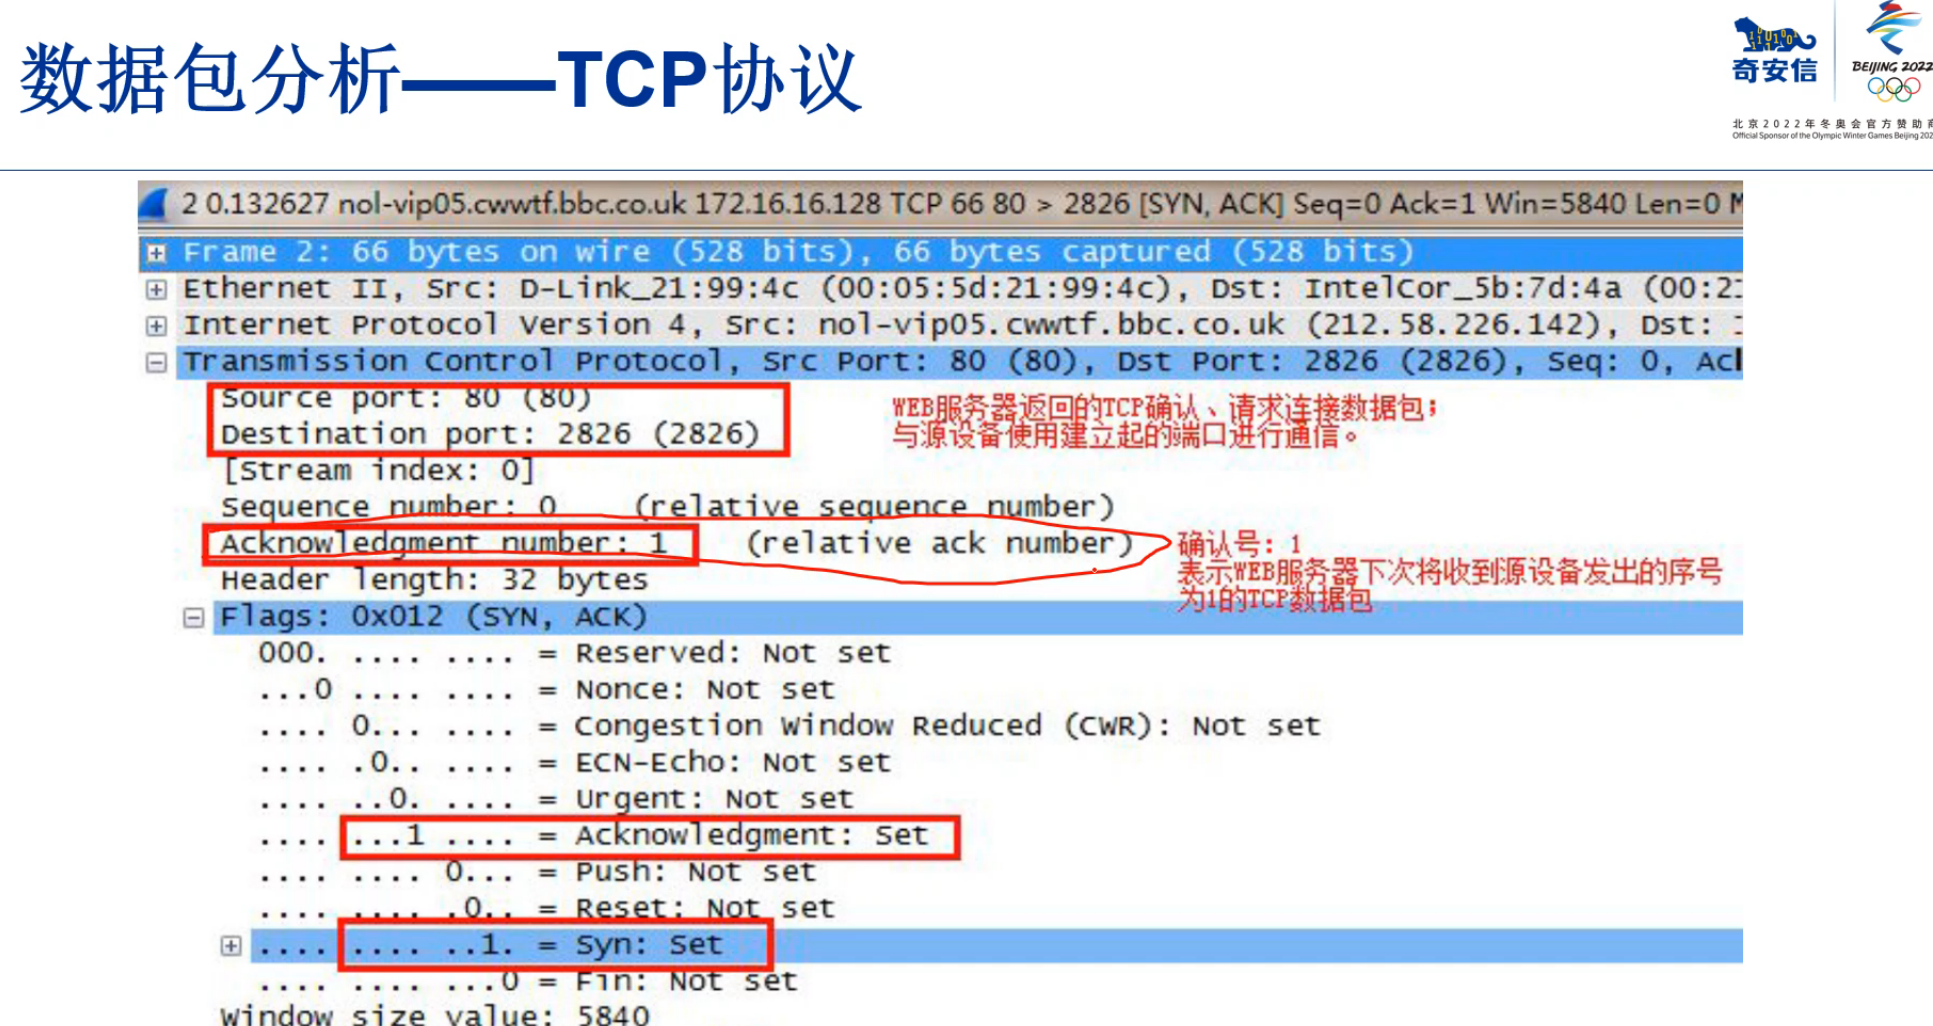 数据包分析——TCP协议
奇安信
BEIJING 2022
北京2022年冬奥会官方赞助商
Official Sponsor of the Olympic Winter Games Beijing 202
2 0.132627 nol-vip05.cwwtf.bbc.co.uk 172.16.16.128 TCP 66 80 > 2826 [SYN, ACK] Seq=0 Ack=1 Win=5840 Len=0 M
Frame 2: 66 bytes on wire (528 bits), 66 bytes captured (528 bits)
Ethernet II, Src: D-Link_21:99:4c (00:05:5d:21:99:4c), Dst: IntelCor_5b:7d:4a (00:21:
Internet Protocol Version 4, Src: nol-vip05.cwwtf.bbc.co.uk (212.58.226.142), Dst:
Transmission Control Protocol, Src Port: 80 (80), Dst Port: 2826 (2826), Seq: 0, Ack
Source port: 80 (80)
Destination port: 2826 (2826)
WEB服务器返回的TCP确认、请求连接数据包；
与源设备使用建立起的端口进行通信。
[Stream index: 0]
Sequence number: 0 (relative sequence number)
Acknowledgment number: 1 (relative ack number)
确认号：1
表示WEB服务器下次将收到源设备发出的序号
为1的TCP数据包
Header length: 32 bytes
Flags: 0x012 (SYN, ACK)
000. .... .... = Reserved: Not set
...0 .... .... = Nonce: Not set
.... 0... .... = Congestion Window Reduced (CWR): Not set
.... .0.. .... = ECN-Echo: Not set
.... ..0. .... = Urgent: Not set
.... ...1 .... = Acknowledgment: Set
.... .... 0... = Push: Not set
.... .... .0.. = Reset: Not set
.... .... ..1. = Syn: Set
.... .... ...0 = Fin: Not set
Window size value: 5840